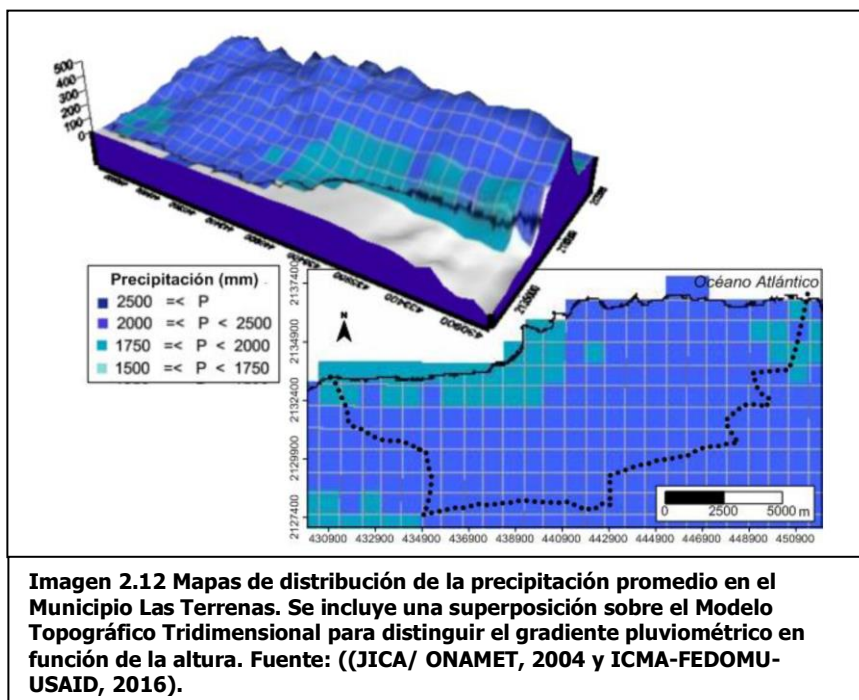 500
400
300
200
100
0
Precipitación (mm)
2500 =< P
2000 =< P < 2500
1750 =< P < 2000
1500 =< P < 1750
N
Océano Atlántico
2137400
2134900
2132400
2129900
2127400
0 2500 5000 m
430900 432900 434900 436900 438900 440900 442900 444900 446900 448900 450900
Imagen 2.12 Mapas de distribución de la precipitación promedio en el
Municipio Las Terrenas. Se incluye una superposición sobre el Modelo
Topográfico Tridimensional para distinguir el gradiente pluviométrico en
función de la altura. Fuente: ((JICA/ ONAMET, 2004 y ICMA-FEDOMU-
USAID, 2016).